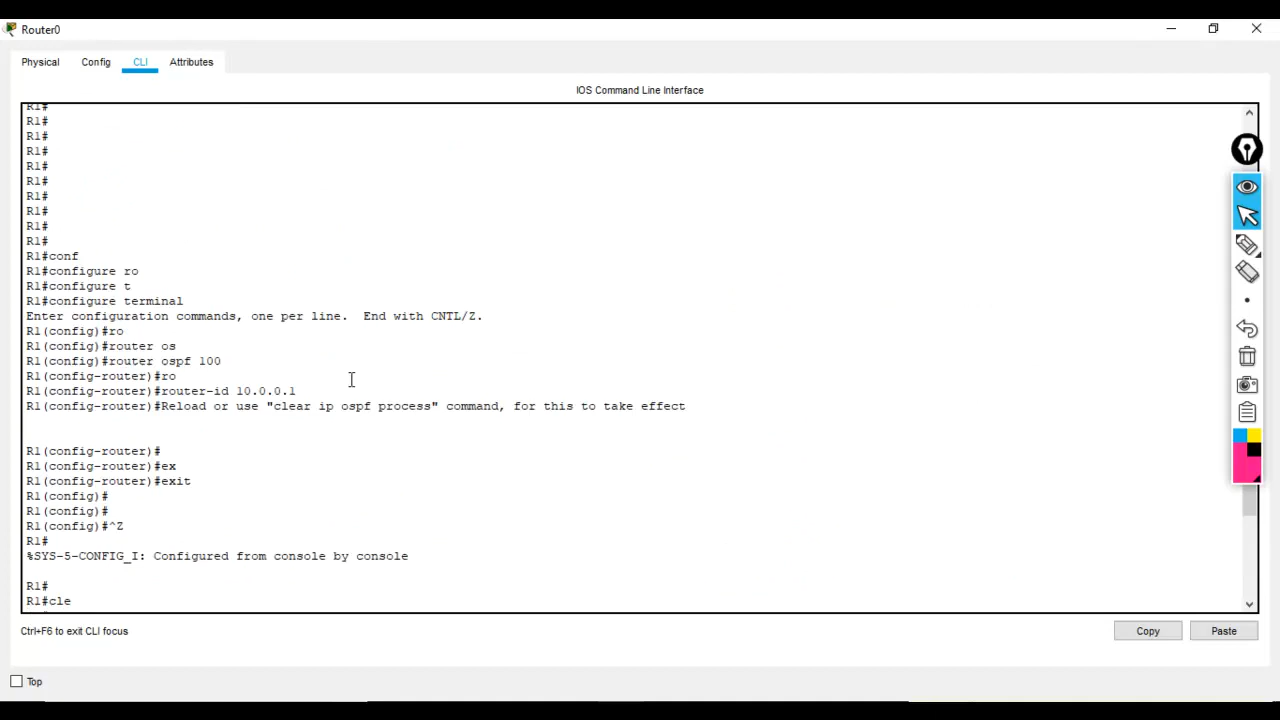 Router0
Physical Config CLI Attributes
IOS Command Line Interface
R1#
R1#
R1#
R1#
R1#
R1#
R1#
R1#
R1#
R1#
R1#conf
R1#configure ro
R1#configure t
R1#configure terminal
Enter configuration commands, one per line.  End with CNTL/Z.
R1(config)#ro
R1(config)#router os
R1(config)#router ospf 100
R1(config-router)#ro
R1(config-router)#router-id 10.0.0.1
R1(config-router)#Reload or use "clear ip ospf process" command, for this to take effect
R1(config-router)#
R1(config-router)#ex
R1(config-router)#exit
R1(config)#
R1(config)#
R1(config)#^Z
R1#
%SYS-5-CONFIG_I: Configured from console by console
R1#
R1#cle
Ctrl+F6 to exit CLI focus
Copy Paste
Top